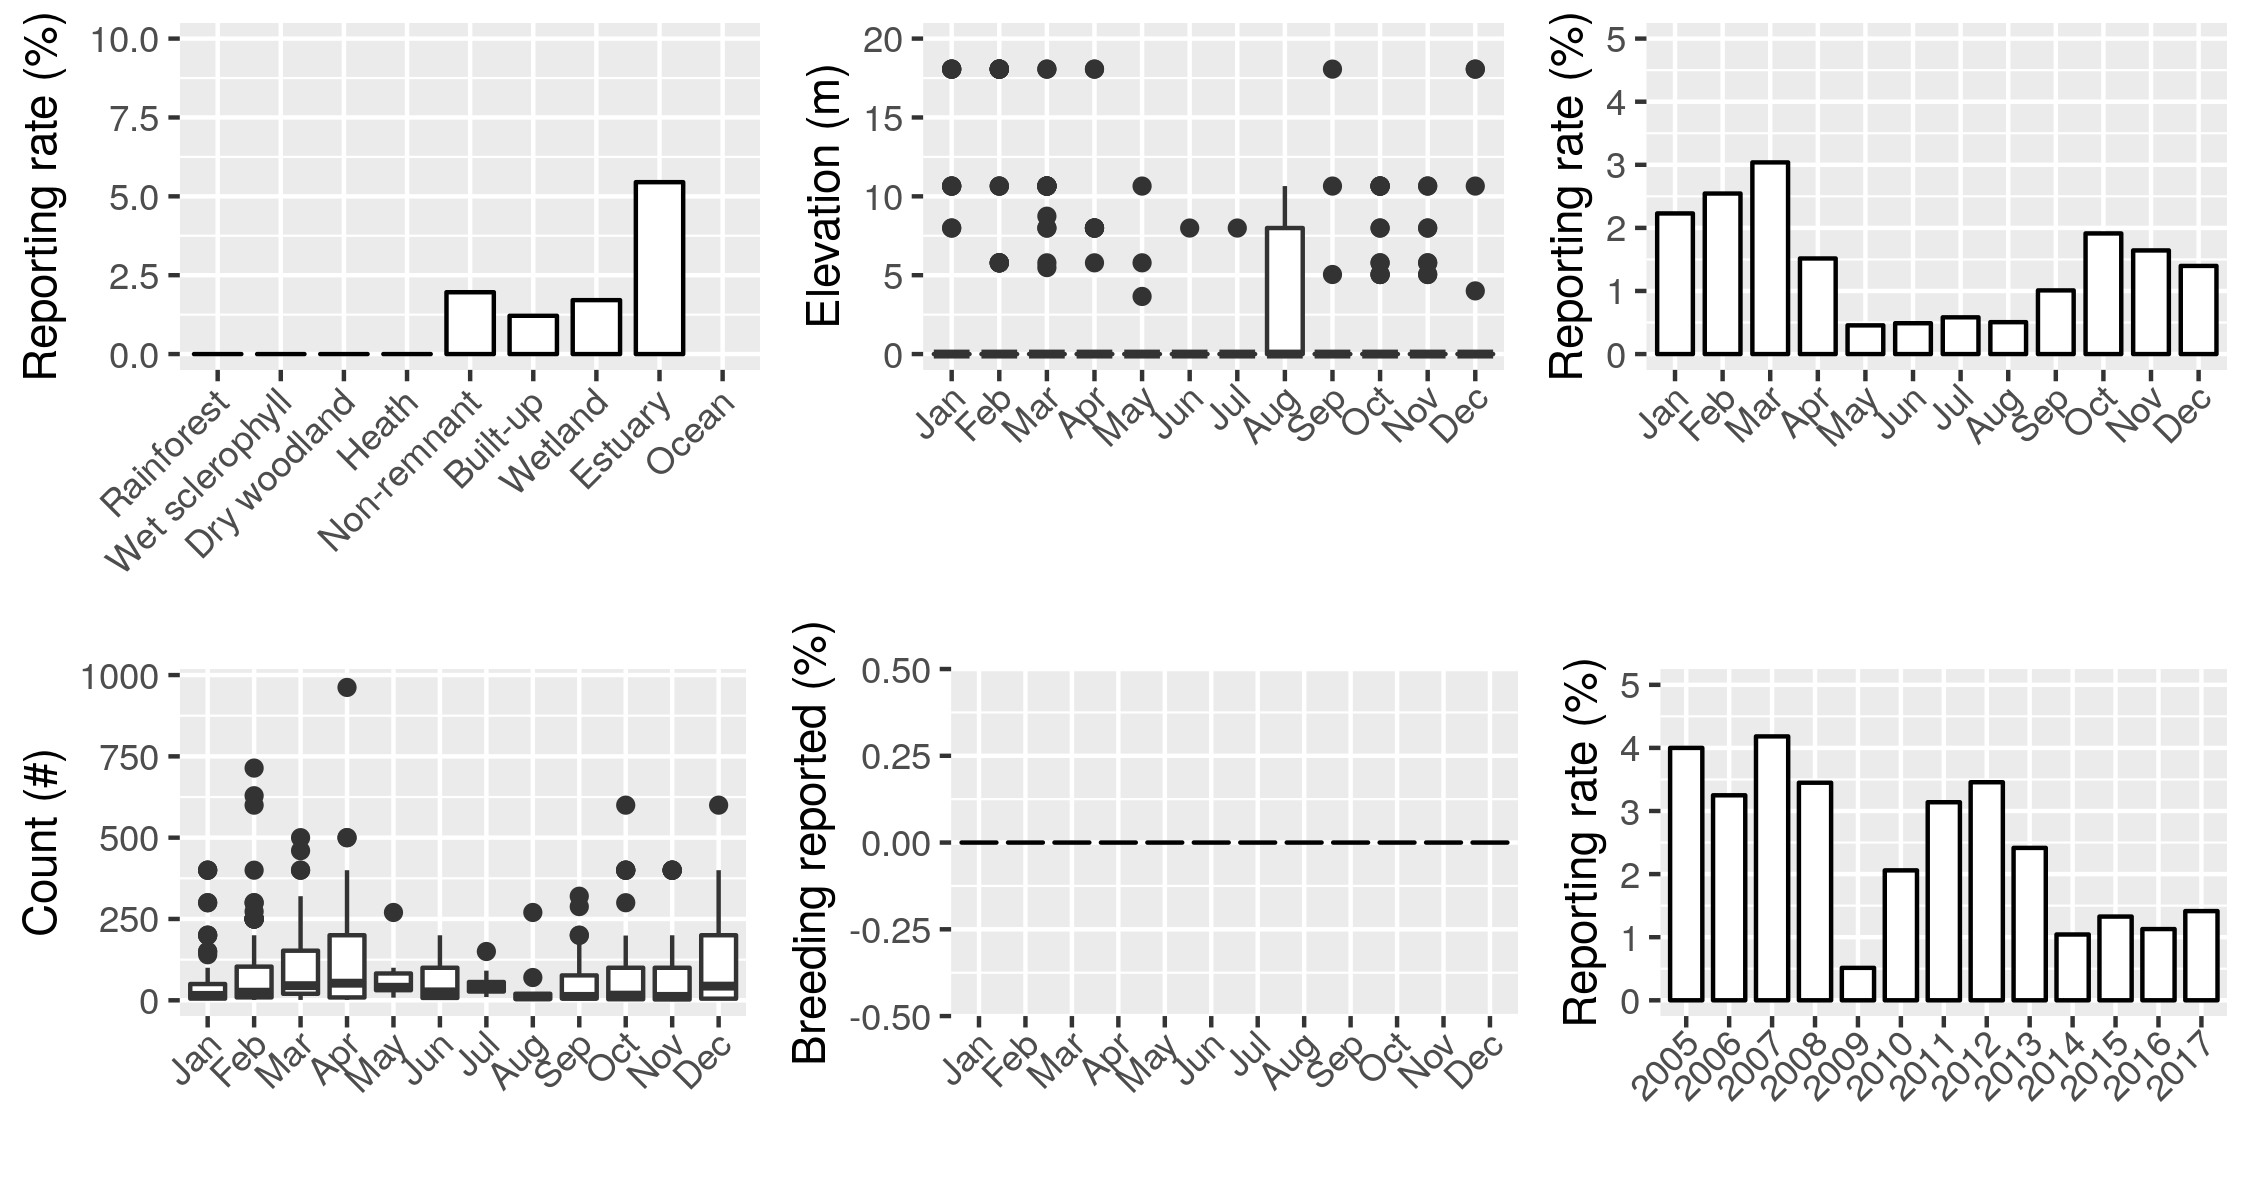 Reporting rate (%)
10.0
7.5
5.0
2.5
0.0
Rainforest
Wet sclerophyll
Dry woodland
Heath
Non-remnant
Built-up
Wetland
Estuary
Ocean
Elevation (m)
20
15
10
5
0
Jan
Feb
Mar
Apr
May
Jun
Jul
Aug
Sep
Oct
Nov
Dec
Reporting rate (%)
5
4
3
2
1
0
Jan
Feb
Mar
Apr
May
Jun
Jul
Aug
Sep
Oct
Nov
Dec
Count (#)
1000
750
500
250
0
Jan
Feb
Mar
Apr
May
Jun
Jul
Aug
Sep
Oct
Nov
Dec
Breeding reported (%)
0.50
0.25
0.00
-0.25
-0.50
Jan
Feb
Mar
Apr
May
Jun
Jul
Aug
Sep
Oct
Nov
Dec
Reporting rate (%)
5
4
3
2
1
0
2005
2006
2007
2008
2009
2010
2011
2012
2013
2014
2015
2016
2017